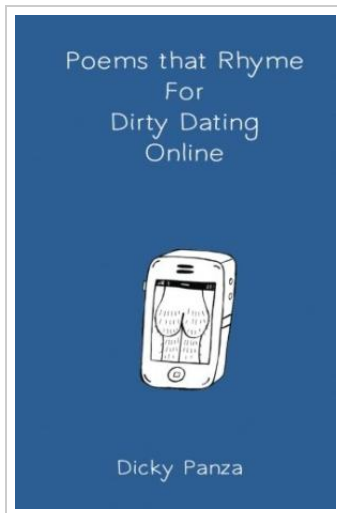 Poems that Rhyme
For
Dirty Dating
Online
Dicky Panza